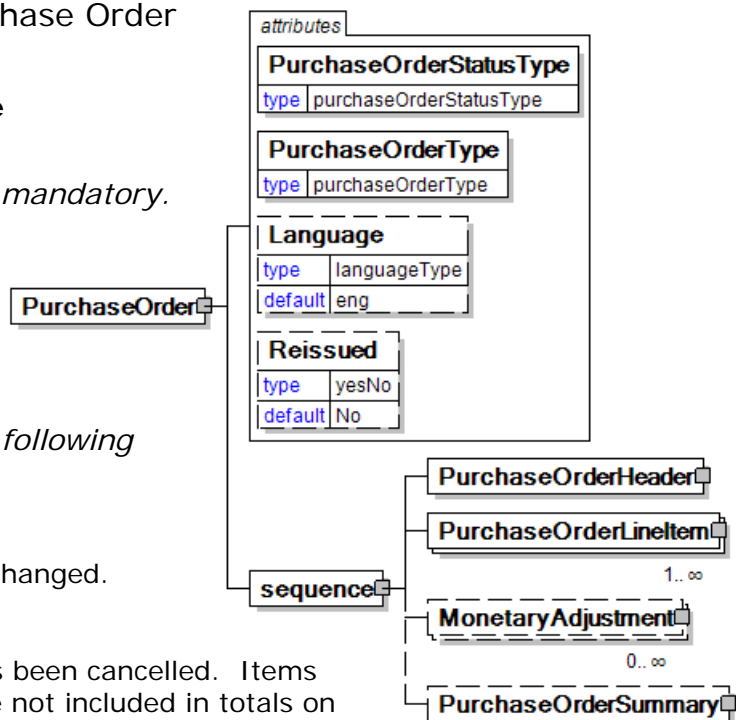 hase Order
e
mandatory.
following
hanged.
s been cancelled.  Items
e not included in totals on
attributes
PurchaseOrderStatusType
type purchaseOrderStatusType
PurchaseOrderType
type purchaseOrderType
Language
type languageType
default eng
Reissued
type yesNo
default No
PurchaseOrder
sequence
PurchaseOrderHeader
PurchaseOrderLineItem
1.. ∞
MonetaryAdjustment
0.. ∞
PurchaseOrderSummary